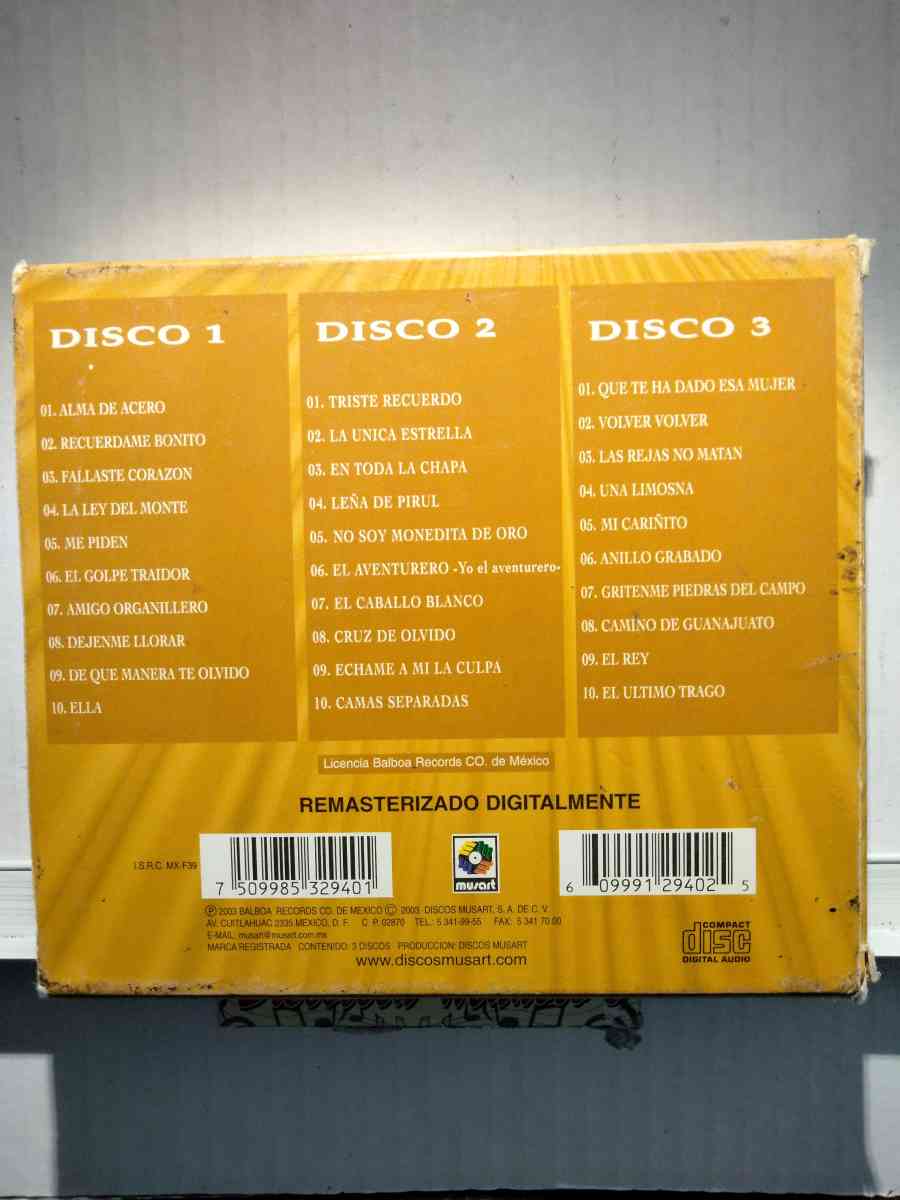 DISCO 1
01. ALMA DE ACERO
02. RECUERDAME BONITO
03. FALLASTE CORAZON
04. LA LEY DEL MONTE
05. ME PIDEN
06. EL GOLPE TRAIDOR
07. AMIGO ORGANILLERO
08. DEJENME LLORAR
09. DE QUE MANERA TE OLVIDO
10. ELLA
DISCO 2
01. TRISTE RECUERDO
02. LA UNICA ESTRELLA
03. EN TODA LA CHAPA
04. LEÑA DE PIRUL
05. NO SOY MONEDITA DE ORO
06. EL AVENTURERO -Yo el aventurero-
07. EL CABALLO BLANCO
08. CRUZ DE OLVIDO
09. ECHAME A MI LA CULPA
10. CAMAS SEPARADAS
DISCO 3
01. QUE TE HA DADO ESA MUJER
02. VOLVER VOLVER
03. LAS REJAS NO MATAN
04. UNA LIMOSNA
05. MI CARIÑITO
06. ANILLO GRABADO
07. GRITENME PIEDRAS DEL CAMPO
08. CAMINO DE GUANAJUATO
09. EL REY
10. EL ULTIMO TRAGO
Licencia Balboa Records CO. de México
REMASTERIZADO DIGITALMENTE
I.S.R.C. MX-F39
7 509985 329401
musart
6 09991 29402 5
Ⓟ 2003 BALBOA RECORDS CO. DE MEXICO Ⓒ 2003 DISCOS MUSART, S.A. DE C.V.
AV. CUITLAHUAC 2335 MEXICO, D. F. C. P. 02870 TEL.: 5 341-99-55 FAX. 5 341 70 00
E-MAIL; musart@musart.com.mx
MARCA REGISTRADA CONTENIDO: 3 DISCOS PRODUCCION: DISCOS MUSART
www.discosmusart.com
COMPACT
disc
DIGITAL AUDIO